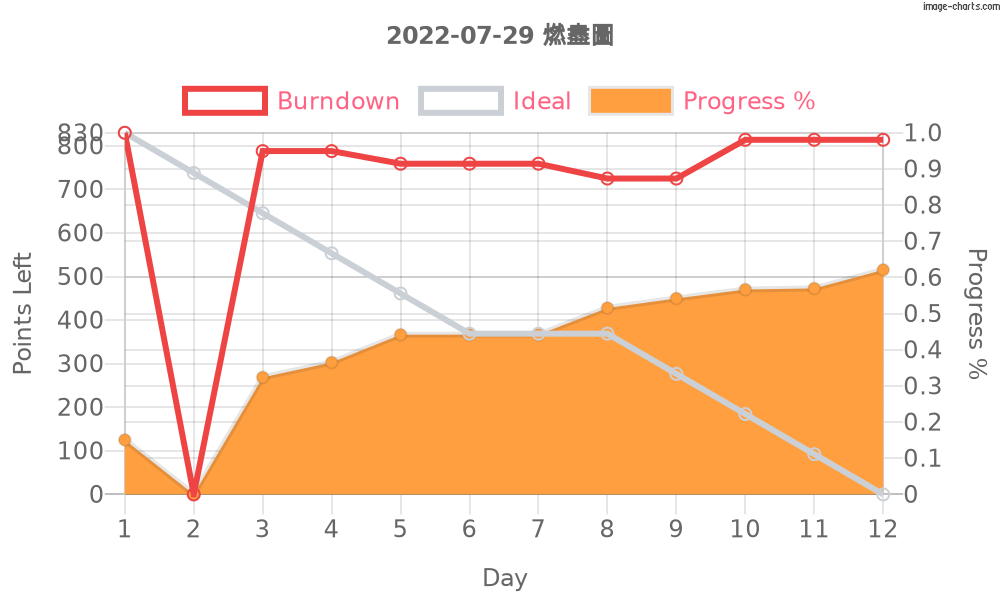 image-charts.com
2022-07-29 燃盡圖
Burndown Ideal Progress %
830 1.0
800 0.9
700 0.8
600 0.7
500 0.6
400 0.5
300 0.4
200 0.3
100 0.2
0 0.1
0
Points Left
Progress %
1 2 3 4 5 6 7 8 9 10 11 12
Day